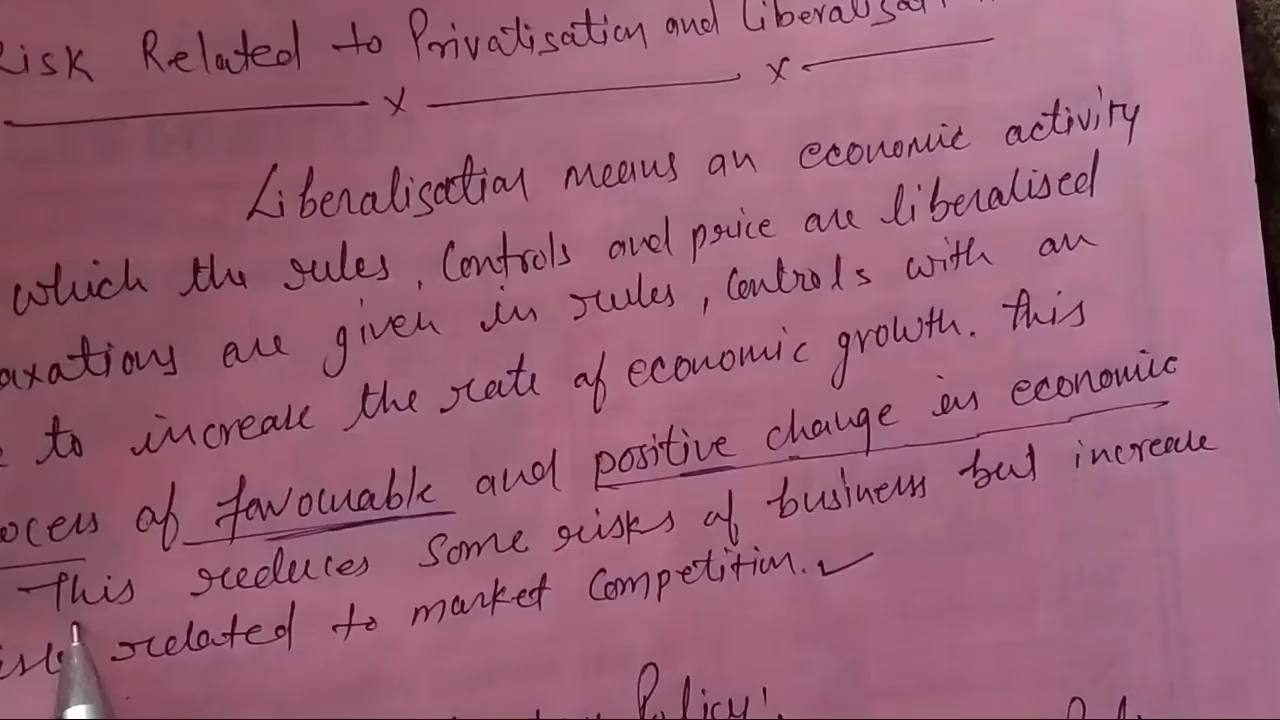 Risk Related to Privatisation and Liberalisati
Liberalisation means an economic activity
which the rules, Controls and price are liberalised
axations are given in rules, Controls with an
to increase the rate of economic growth. This
ocess of favourable and positive change in economic
This reduces some risks of business but increase
related to market Competition.
Policy: